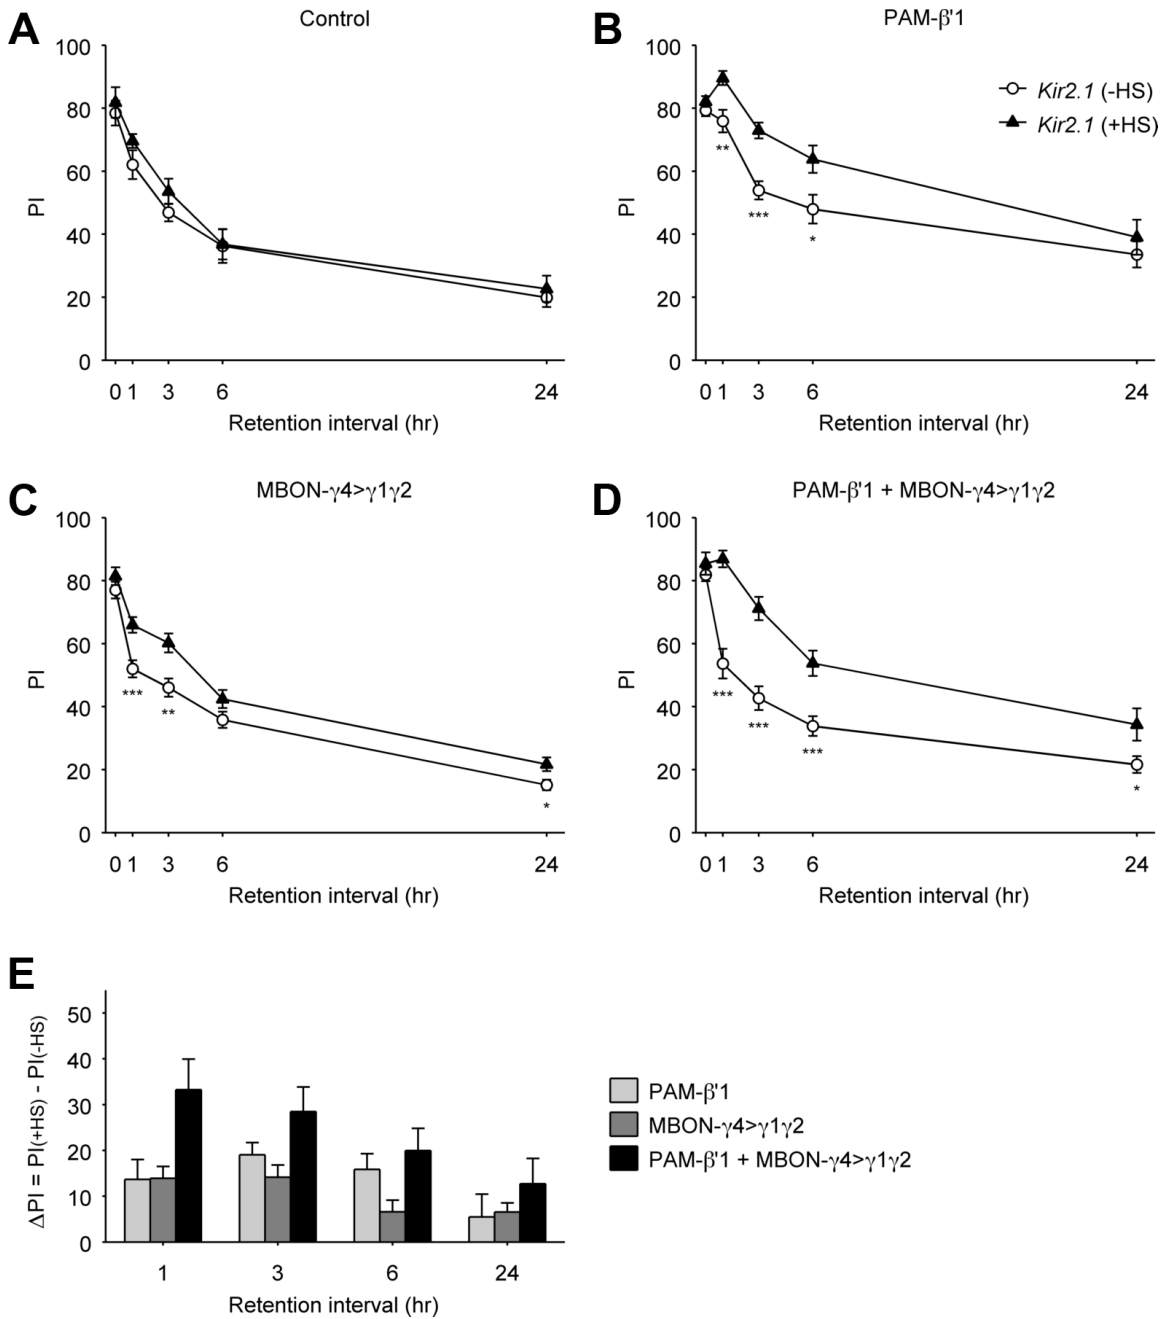 A
Control
100
80
60
40
20
0
PI
0 1 3 6 24
Retention interval (hr)
B
PAM-β'1
Kir2.1 (-HS)
Kir2.1 (+HS)
100
80
60
40
20
0
PI
**
***
*
0 1 3 6 24
Retention interval (hr)
C
MBON-γ4>γ1γ2
100
80
60
40
20
0
PI
***
**
*
0 1 3 6 24
Retention interval (hr)
D
PAM-β'1 + MBON-γ4>γ1γ2
100
80
60
40
20
0
PI
***
***
***
*
0 1 3 6 24
Retention interval (hr)
E
50
40
30
20
10
0
ΔPI = PI(+HS) - PI(-HS)
1 3 6 24
Retention interval (hr)
PAM-β'1
MBON-γ4>γ1γ2
PAM-β'1 + MBON-γ4>γ1γ2